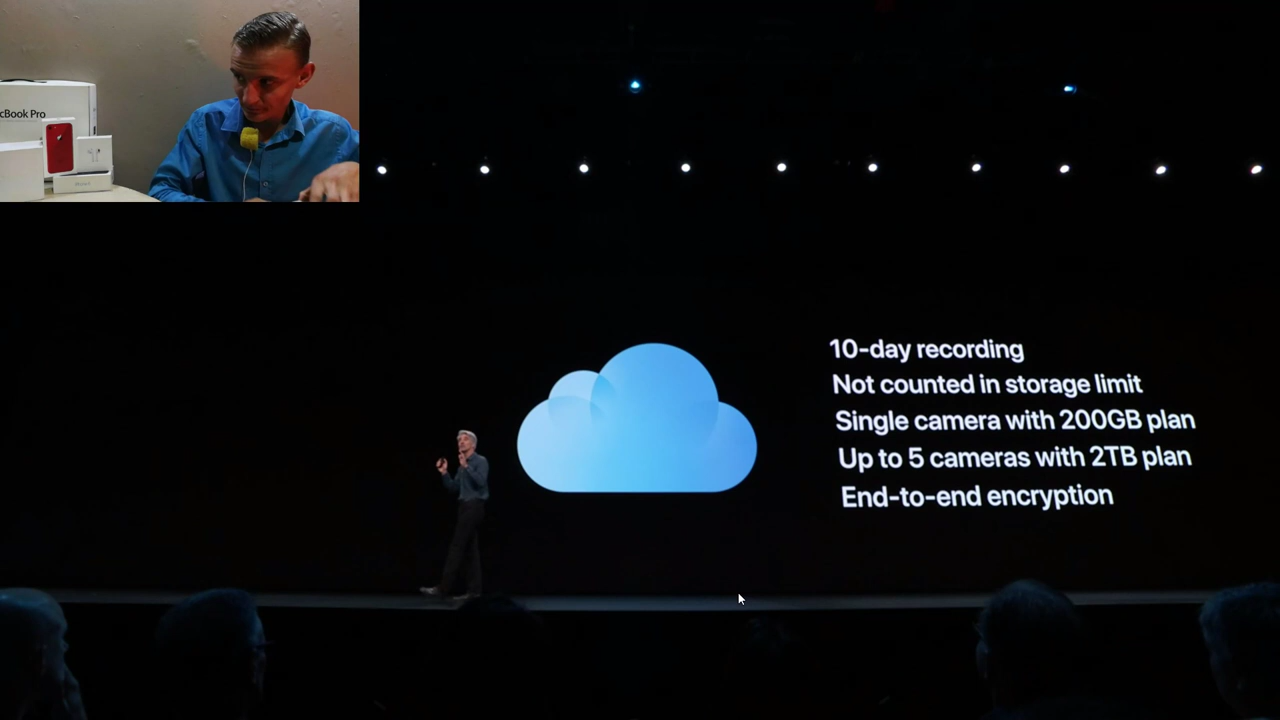 cBook Pro
10-day recording
Not counted in storage limit
Single camera with 200GB plan
Up to 5 cameras with 2TB plan
End-to-end encryption